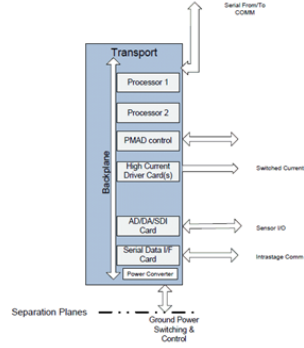 Serial From/To
COMM
Transport
Backplane
Processor 1
Processor 2
PMAD control
High Current
Driver Card(s)
Switched Current
AD/DA/SDI
Card
Sensor I/O
Serial Data I/F
Card
Intrastage Comm
Power Converter
Separation Planes
Ground Power
Switching &
Control